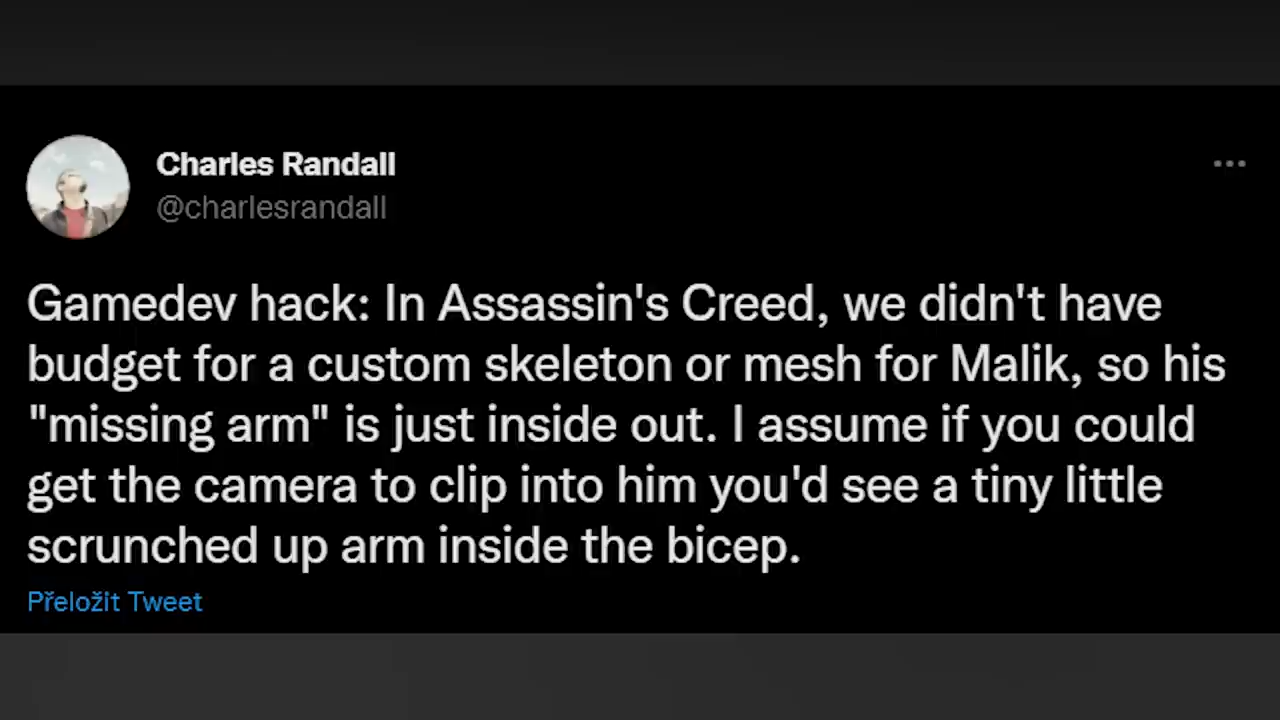 Charles Randall
@charlesrandall
Gamedev hack: In Assassin's Creed, we didn't have
budget for a custom skeleton or mesh for Malik, so his
"missing arm" is just inside out. I assume if you could
get the camera to clip into him you'd see a tiny little
scrunched up arm inside the bicep.
Přeložit Tweet